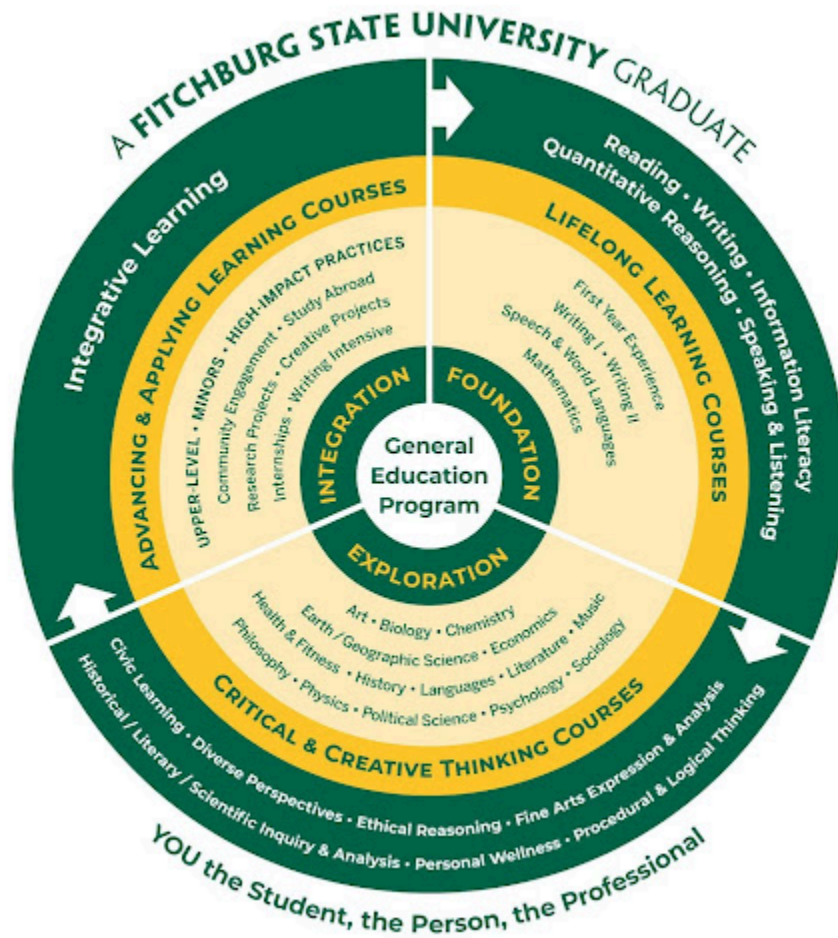 A FITCHBURG STATE UNIVERSITY GRADUATE
Integrative Learning
ADVANCING & APPLYING LEARNING COURSES
UPPER-LEVEL • MINORS • HIGH-IMPACT PRACTICES
Community Engagement • Study Abroad
Research Projects • Creative Projects
Internships • Writing Intensive
INTEGRATION
Reading • Writing • Information Literacy
Quantitative Reasoning • Speaking & Listening
LIFELONG LEARNING COURSES
First Year Experience
Writing I • Writing II
Speech & World Languages
Mathematics
FOUNDATION
General
Education
Program
EXPLORATION
Art • Biology • Chemistry
Earth / Geographic Science • Economics
Health & Fitness • History • Languages • Literature • Music
Philosophy • Physics • Political Science • Psychology • Sociology
CRITICAL & CREATIVE THINKING COURSES
Civic Learning • Diverse Perspectives • Ethical Reasoning • Fine Arts Expression & Analysis
Historical / Literary / Scientific Inquiry & Analysis • Personal Wellness • Procedural & Logical Thinking
YOU the Student, the Person, the Professional